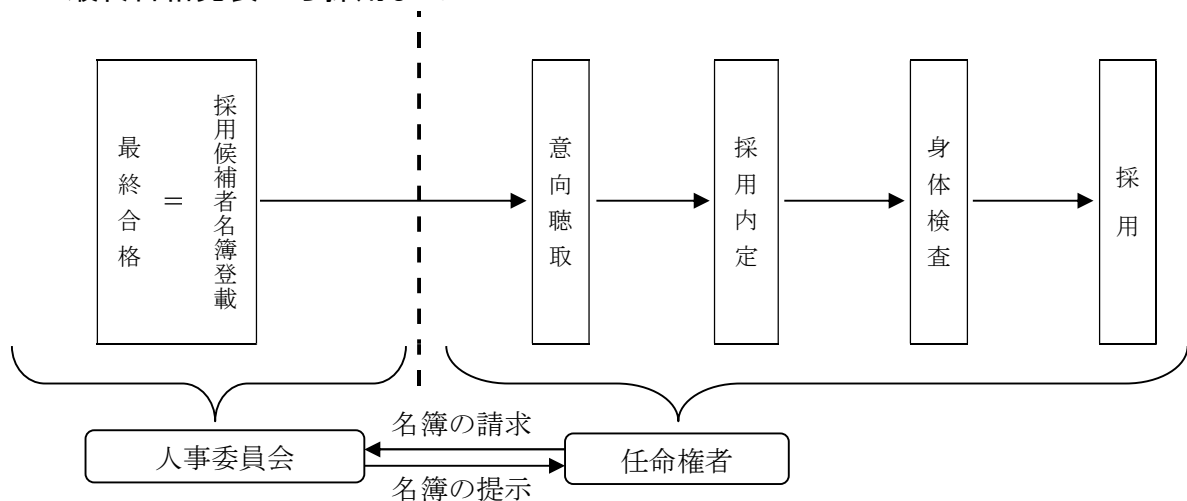 最終合格
＝
採用候補者名簿登載
意向聴取
採用内定
身体検査
採用
人事委員会
名簿の請求
名簿の提示
任命権者